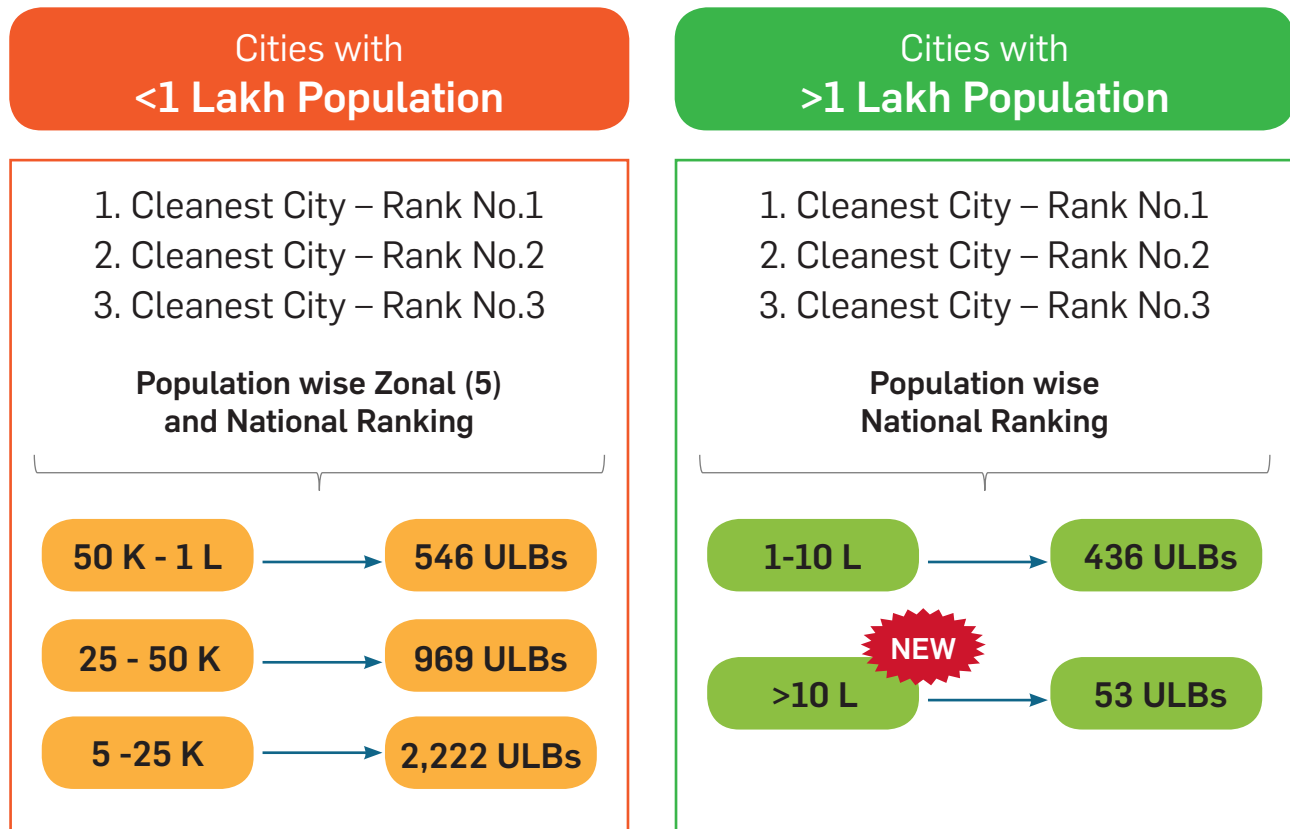 Cities with
<1 Lakh Population
1. Cleanest City – Rank No.1
2. Cleanest City – Rank No.2
3. Cleanest City – Rank No.3
Population wise Zonal (5)
and National Ranking
50 K - 1 L
546 ULBs
25 - 50 K
969 ULBs
5 -25 K
2,222 ULBs
Cities with
>1 Lakh Population
1. Cleanest City – Rank No.1
2. Cleanest City – Rank No.2
3. Cleanest City – Rank No.3
Population wise
National Ranking
1-10 L
436 ULBs
NEW
>10 L
53 ULBs